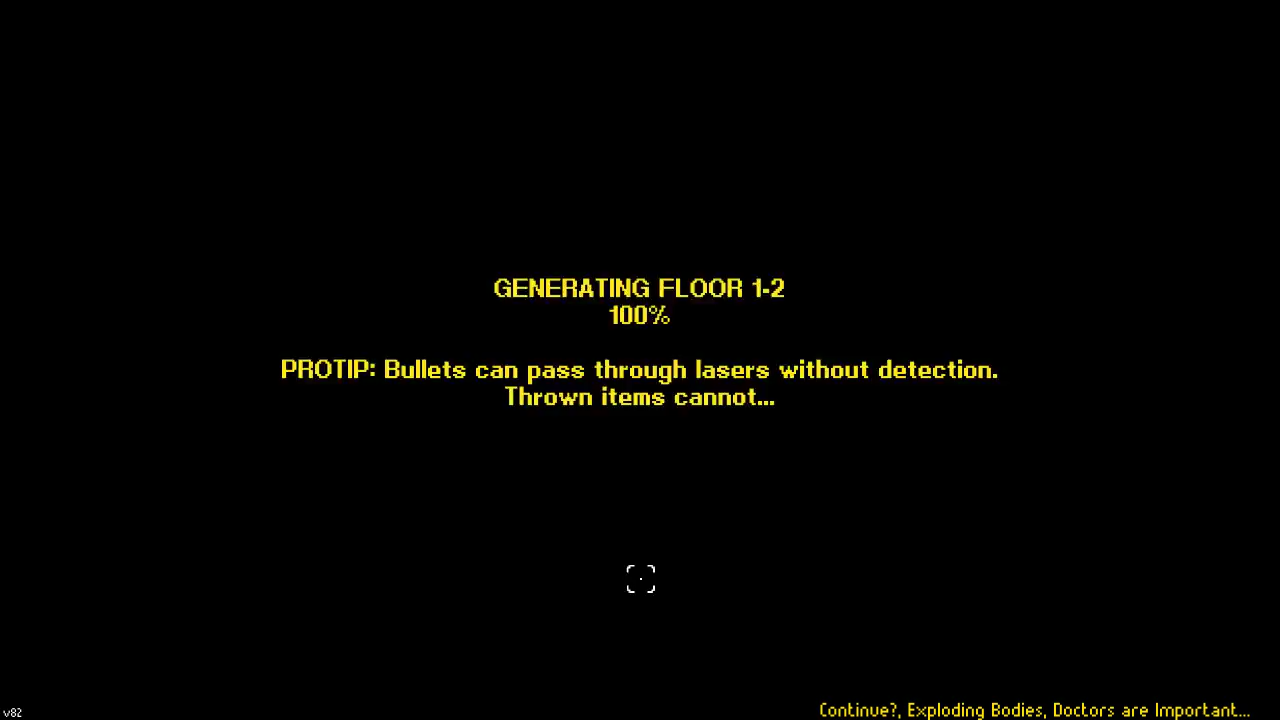 GENERATING FLOOR 1-2
100%
PROTIP: Bullets can pass through lasers without detection.
Thrown items cannot...
v82
Continue?, Exploding Bodies, Doctors are Important...